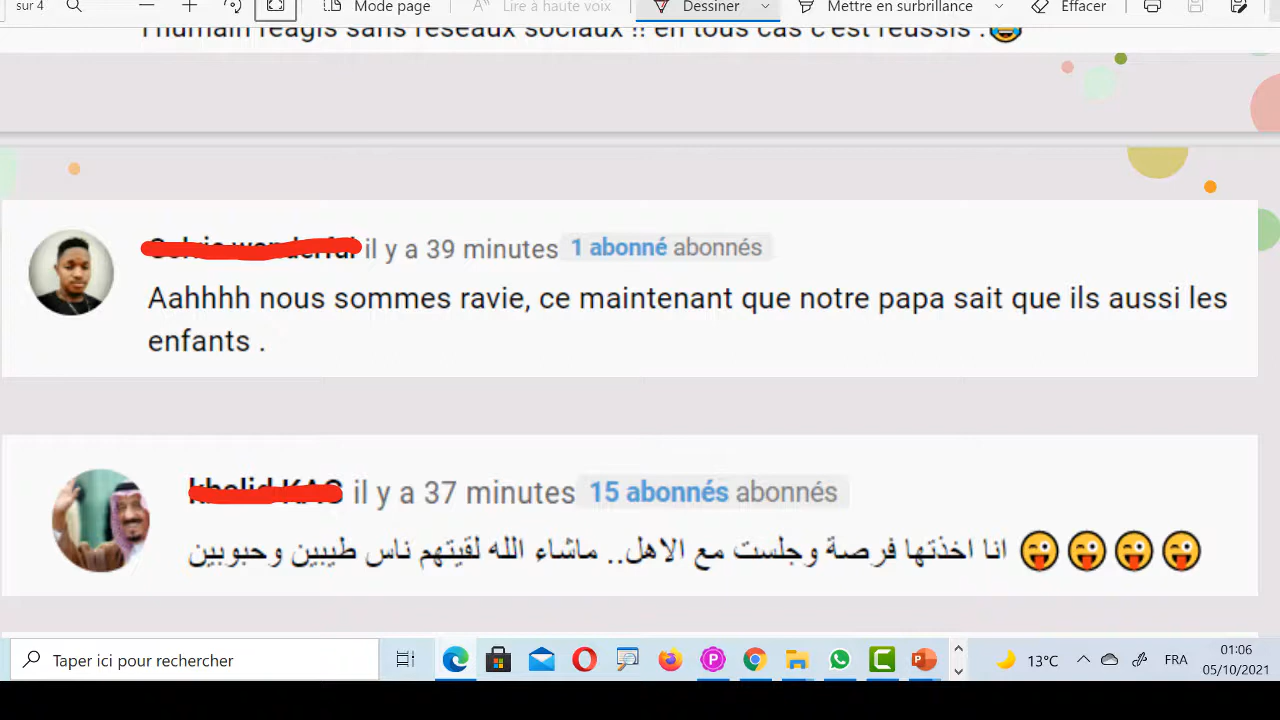 sur 4
Mode page
Lire à haute voix
Dessiner
Mettre en surbrillance
Effacer
l'humain réagis sans réseaux sociaux !! en tous cas c'est réussis .
il y a 39 minutes 1 abonné abonnés
Aahhhh nous sommes ravie, ce maintenant que notre papa sait que ils aussi les
enfants .
il y a 37 minutes 15 abonnés abonnés
انا اخذتها فرصة وجلست مع الاهل.. ماشاء الله لقيتهم ناس طيبين وحبوبين
Taper ici pour rechercher
13°C
FRA
01:06
05/10/2021